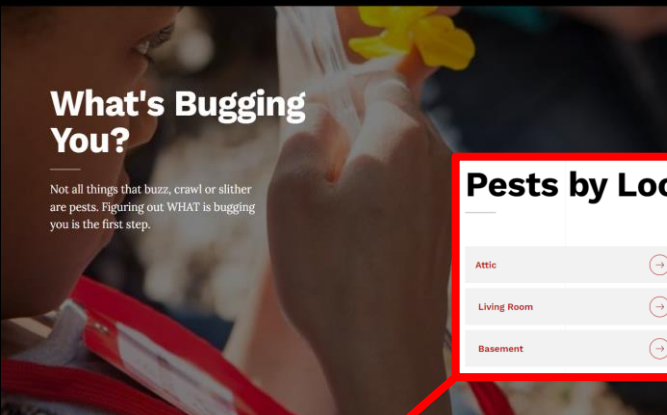 What's Bugging
You?
Not all things that buzz, crawl or slither
are pests. Figuring out WHAT is bugging
you is the first step.
Pests by Loc
Attic
Living Room
Basement